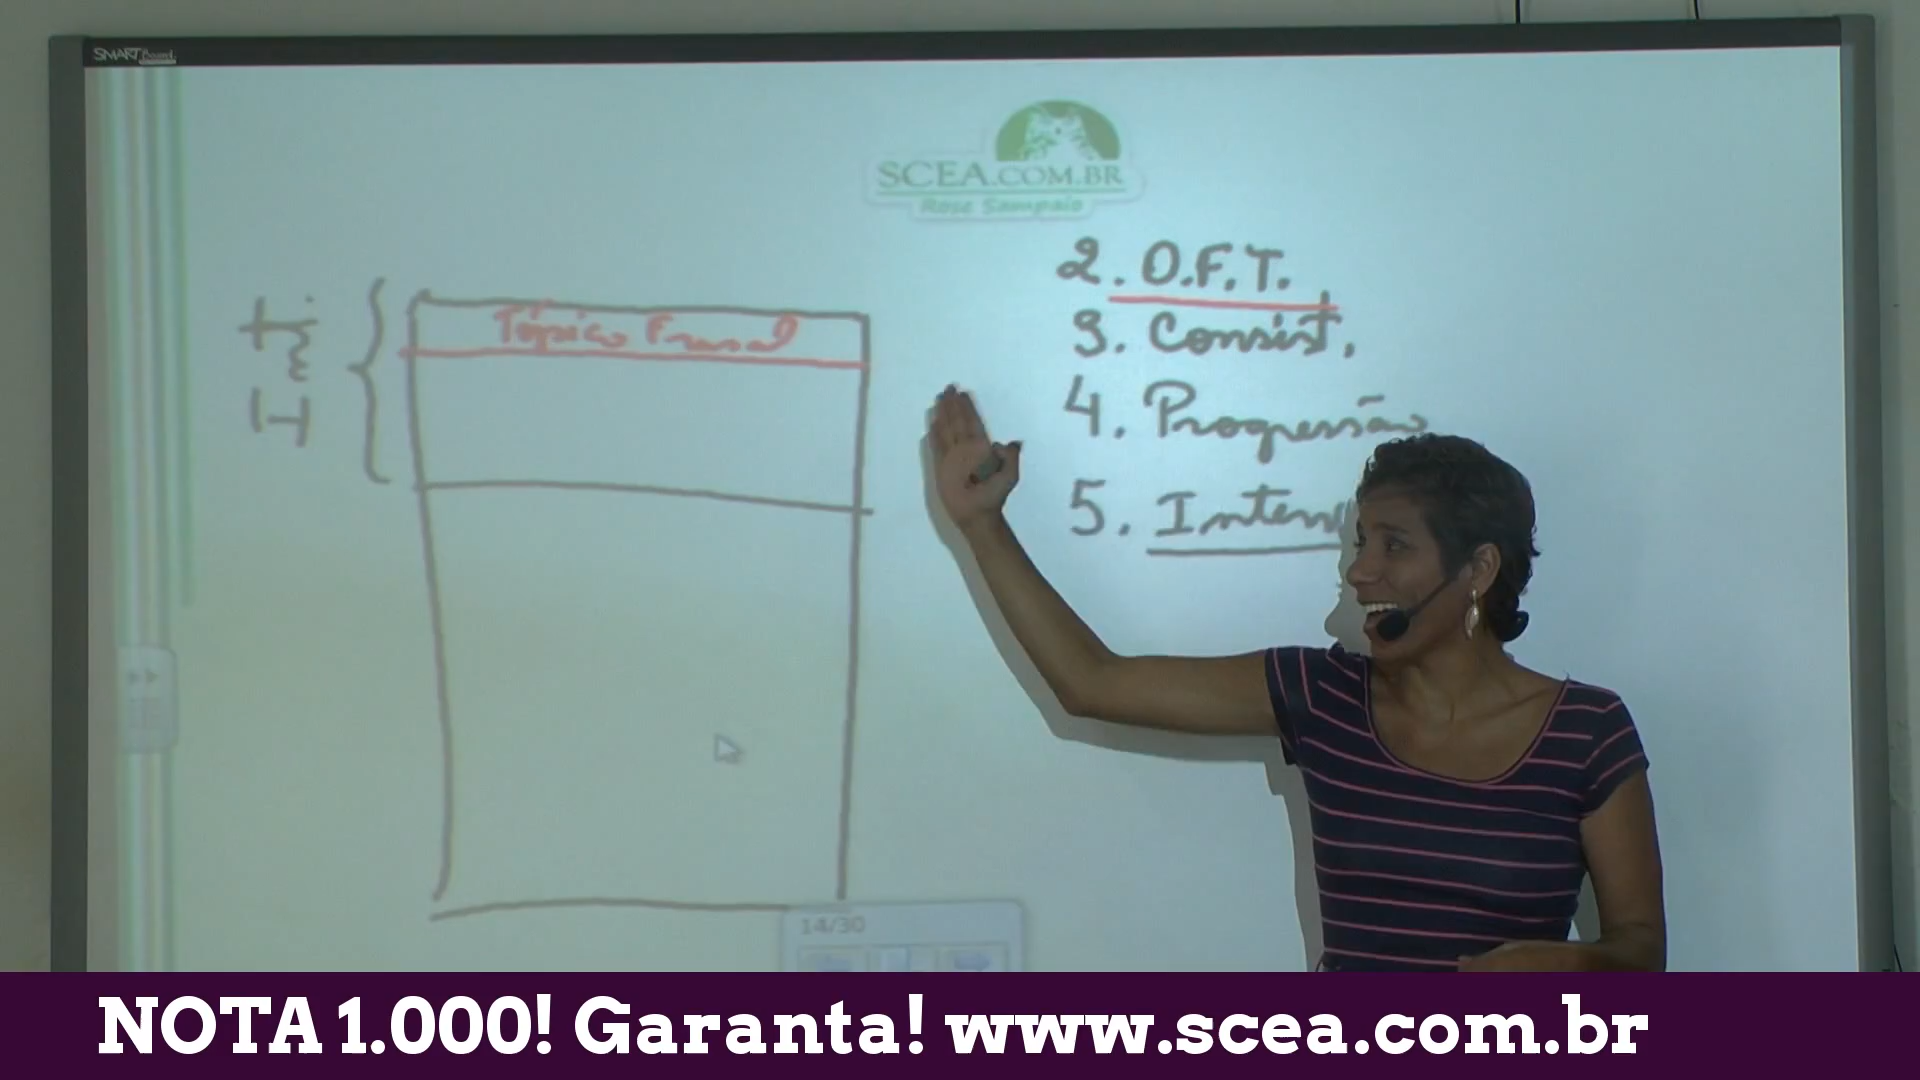 SMART Board
SCEA.COM.BR
Rose Sampaio
Tópico Frasal
2. O.F.T.
3. Consist.
4. Progressão
5. Inten
14/30
NOTA 1.000! Garanta! www.scea.com.br